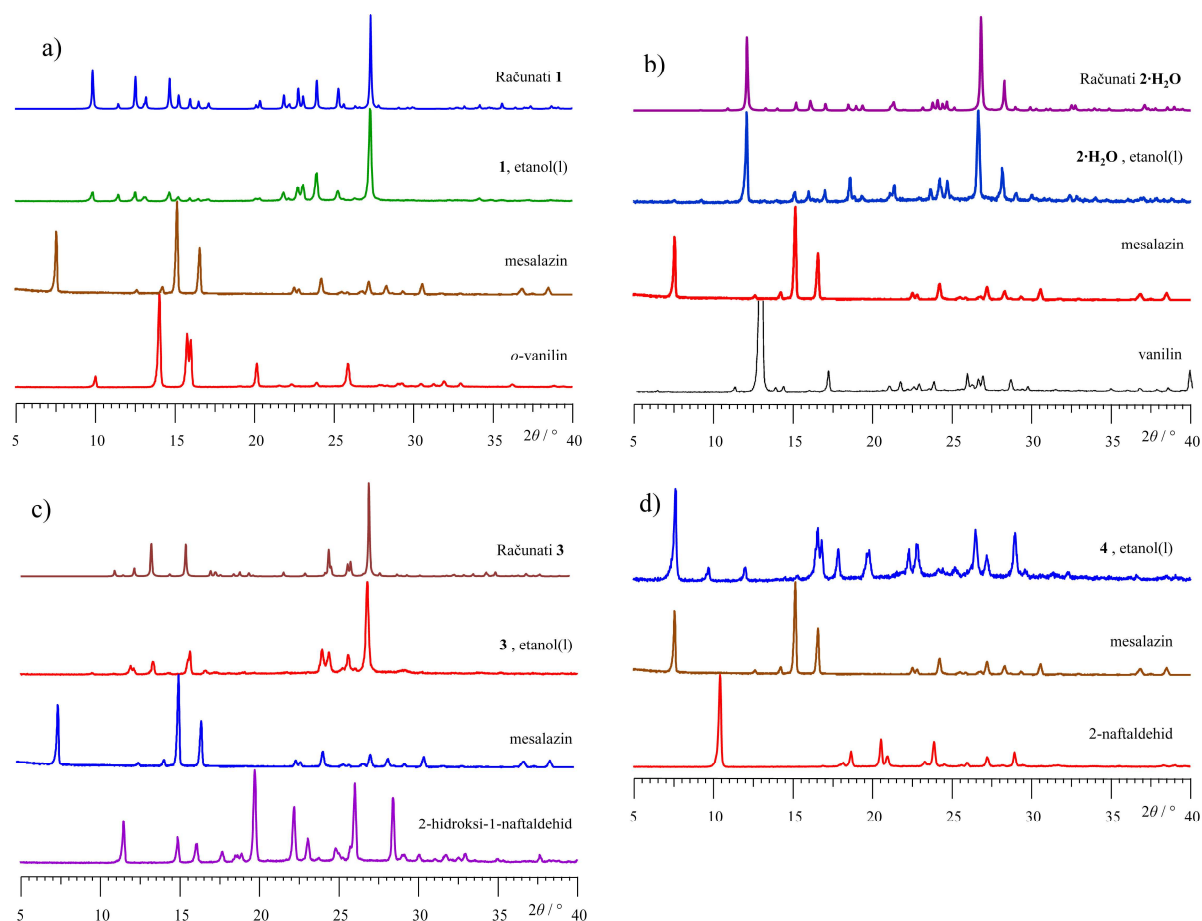 a)
Računati 1
1, etanol(l)
mesalazin
o-vanilin
5 10 15 20 25 30 35 40
2θ / °
b)
Računati 2·H₂O
2·H₂O , etanol(l)
mesalazin
vanilin
5 10 15 20 25 30 35 40
2θ / °
c)
Računati 3
3 , etanol(l)
mesalazin
2-hidroksi-1-naftaldehid
5 10 15 20 25 30 35 40
2θ / °
d)
4 , etanol(l)
mesalazin
2-naftaldehid
5 10 15 20 25 30 35 40
2θ / °